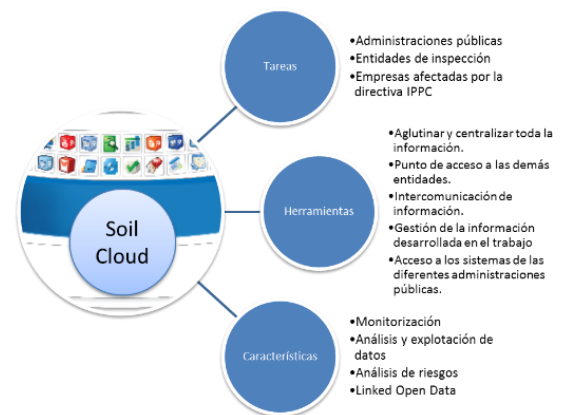 Soil
Cloud
Tareas
•Administraciones públicas
•Entidades de inspección
•Empresas afectadas por la
directiva IPPC
Herramientas
•Aglutinar y centralizar toda la
información.
•Punto de acceso a las demás
entidades.
•Intercomunicación de
información.
•Gestión de la información
desarrollada en el trabajo
•Acceso a los sistemas de las
diferentes administraciones
públicas.
Características
•Monitorización
•Análisis y explotación de
datos
•Análisis de riesgos
•Linked Open Data